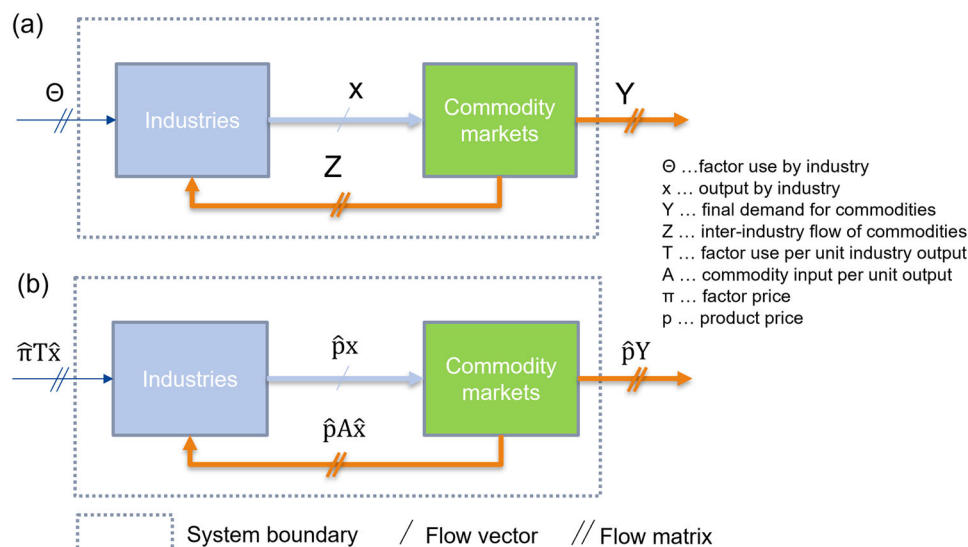 (a)
Θ
Industries
x
Commodity
markets
Y
Z
Θ ...factor use by industry
x ... output by industry
Y ... final demand for commodities
Z ... inter-industry flow of commodities
T ... factor use per unit industry output
A ... commodity input per unit output
π ... factor price
p ... product price
(b)
π̂Tx̂
Industries
p̂x
Commodity
markets
p̂Y
p̂Ax̂
System boundary / Flow vector // Flow matrix